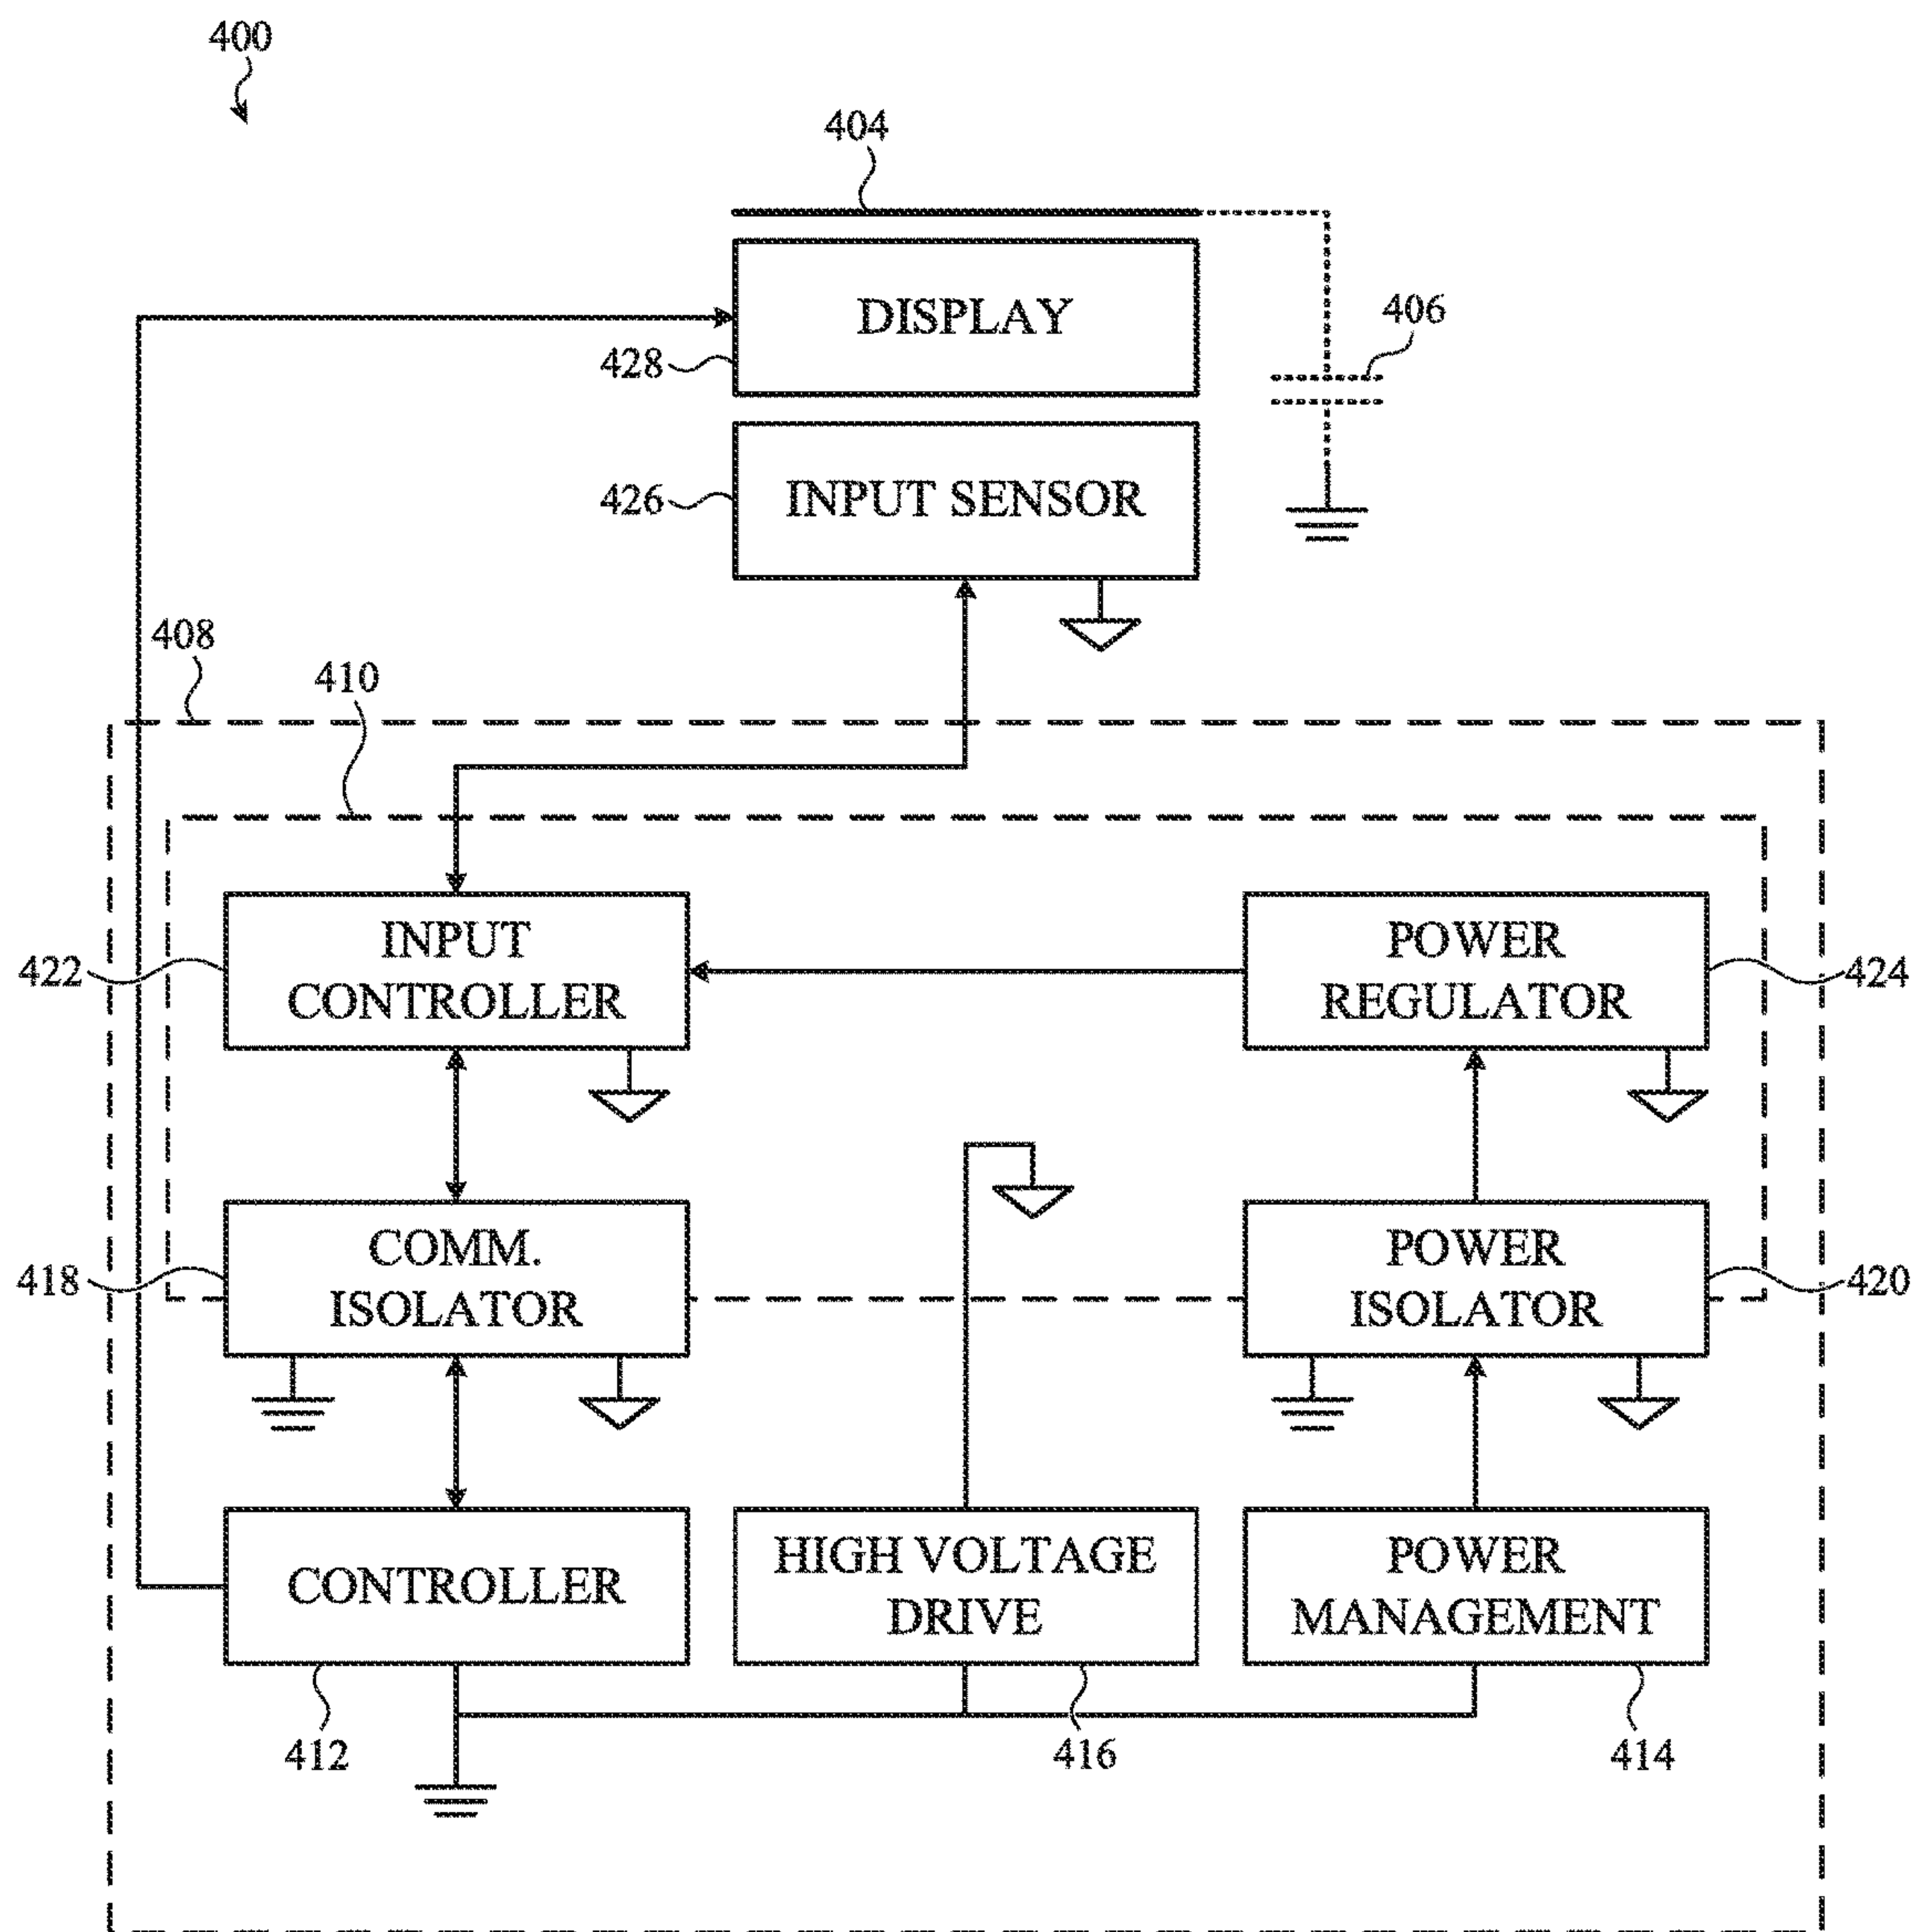 400
404
DISPLAY
406
428
INPUT SENSOR
426
408
410
INPUT
CONTROLLER
422
POWER
REGULATOR
424
COMM.
ISOLATOR
418
POWER
ISOLATOR
420
CONTROLLER
HIGH VOLTAGE
DRIVE
POWER
MANAGEMENT
412
416
414